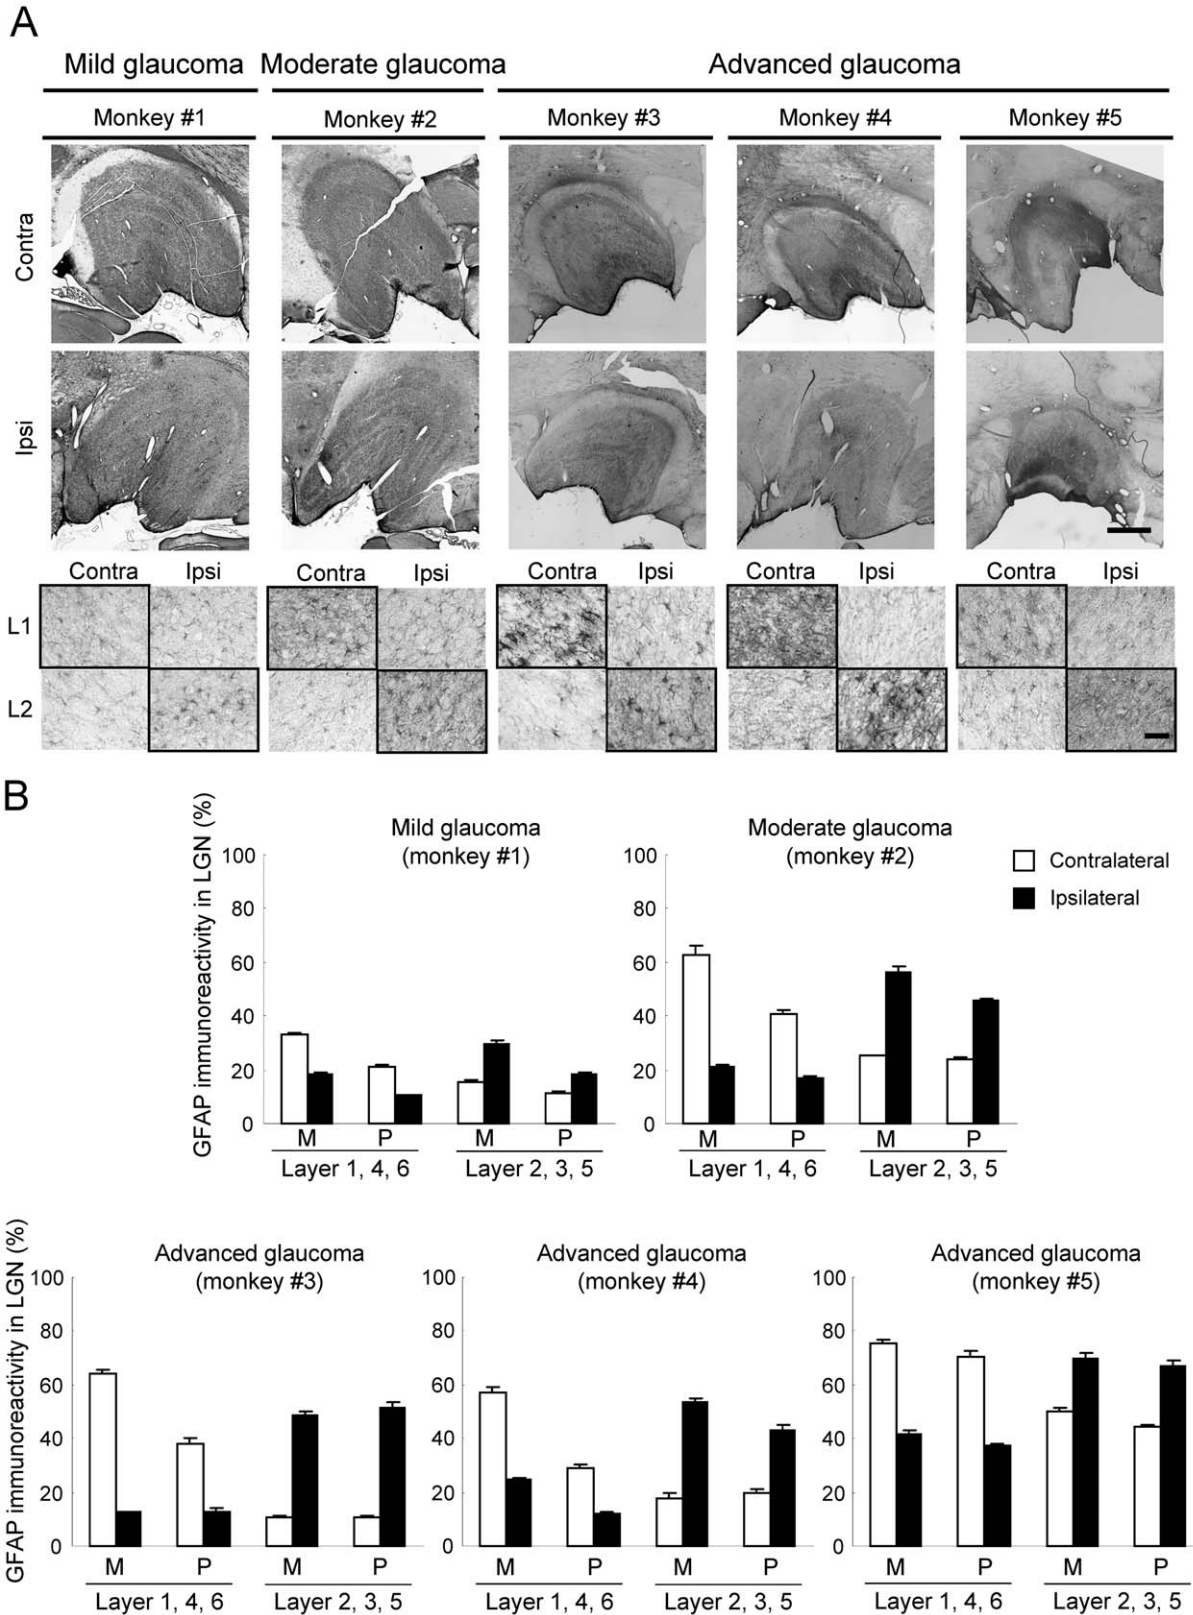 A
Mild glaucoma Moderate glaucoma Advanced glaucoma
Monkey #1 Monkey #2 Monkey #3 Monkey #4 Monkey #5
Contra
Ipsi
Contra Ipsi Contra Ipsi Contra Ipsi Contra Ipsi Contra Ipsi
L1
L2
B
GFAP immunoreactivity in LGN (%)
Mild glaucoma
(monkey #1)
100
80
60
40
20
0
M P M P
Layer 1, 4, 6 Layer 2, 3, 5
Moderate glaucoma
(monkey #2)
100
80
60
40
20
0
M P M P
Layer 1, 4, 6 Layer 2, 3, 5
Contralateral
Ipsilateral
GFAP immunoreactivity in LGN (%)
Advanced glaucoma
(monkey #3)
100
80
60
40
20
0
M P M P
Layer 1, 4, 6 Layer 2, 3, 5
Advanced glaucoma
(monkey #4)
100
80
60
40
20
0
M P M P
Layer 1, 4, 6 Layer 2, 3, 5
Advanced glaucoma
(monkey #5)
100
80
60
40
20
0
M P M P
Layer 1, 4, 6 Layer 2, 3, 5